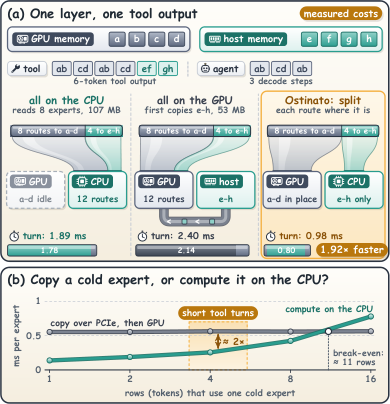 (a) One layer, one tool output
measured costs
GPU memory a b c d
host memory e f g h
tool ab cd ab cd ef gh
6-token tool output
agent ab cd ab
3 decode steps
all on the CPU
reads 8 experts, 107 MB
8 routes to a-d 4 to e-h
GPU
a-d idle
CPU
12 routes
turn: 1.89 ms
1.78
all on the GPU
first copies e-h, 53 MB
8 routes to a-d 4 to e-h
GPU
12 routes
host
e-h
turn: 2.40 ms
2.14
Ostinato: split
each route where it is
8 routes to a-d 4 to e-h
GPU
a-d in place
CPU
e-h only
turn: 0.98 ms
0.80
1.92× faster
(b) Copy a cold expert, or compute it on the CPU?
ms per expert
1
0.5
0
short tool turns
compute on the CPU
copy over PCIe, then GPU
≈ 2×
break-even:
≈ 11 rows
1 2 4 8 16
rows (tokens) that use one cold expert